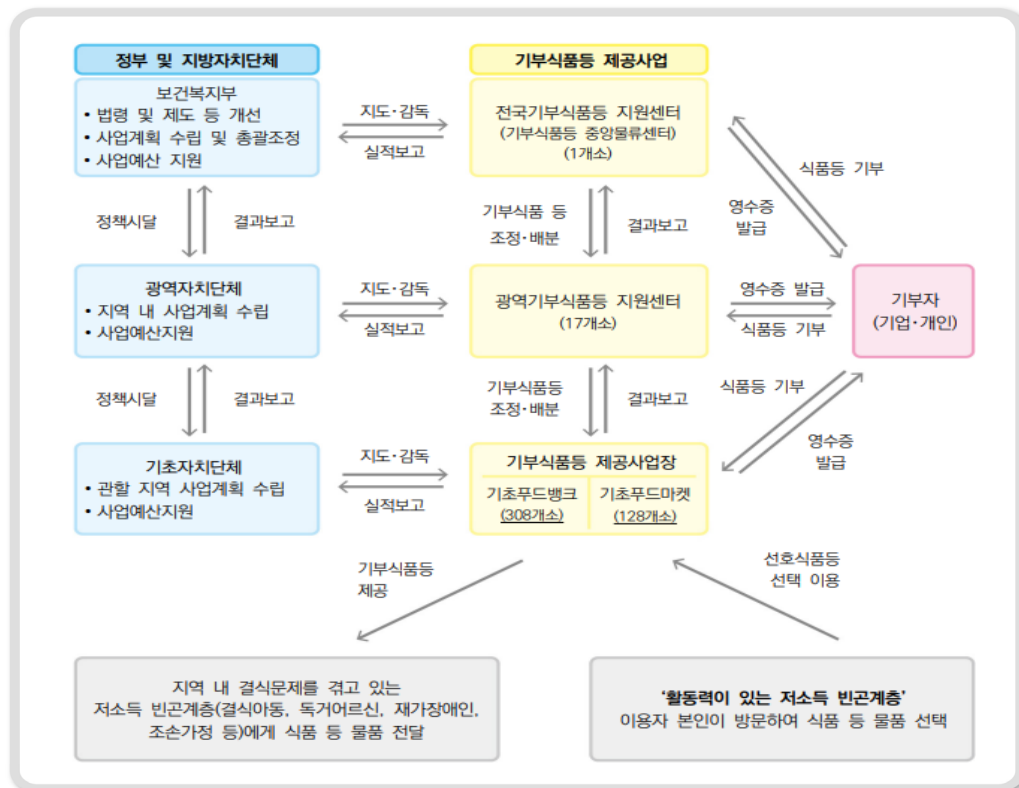 정부 및 지방자치단체
기부식품등 제공사업
보건복지부
• 법령 및 제도 등 개선
• 사업계획 수립 및 총괄조정
• 사업예산 지원
지도·감독
실적보고
전국기부식품등 지원센터
(기부식품등 중앙물류센터)
(1개소)
식품등 기부
영수증
발급
정책시달
결과보고
기부식품 등
조정·배분
결과보고
광역자치단체
• 지역 내 사업계획 수립
• 사업예산지원
지도·감독
실적보고
광역기부식품등 지원센터
(17개소)
영수증 발급
식품등 기부
기부자
(기업·개인)
정책시달
결과보고
기부식품등
조정·배분
결과보고
식품등 기부
영수증
발급
기초자치단체
• 관할 지역 사업계획 수립
• 사업예산지원
지도·감독
실적보고
기부식품등 제공사업장
기초푸드뱅크
(308개소)
기초푸드마켓
(128개소)
기부식품등
제공
선호식품등
선택 이용
지역 내 결식문제를 겪고 있는
저소득 빈곤계층(결식아동, 독거어르신, 재가장애인,
조손가정 등)에게 식품 등 물품 전달
‘활동력이 있는 저소득 빈곤계층’
이용자 본인이 방문하여 식품 등 물품 선택